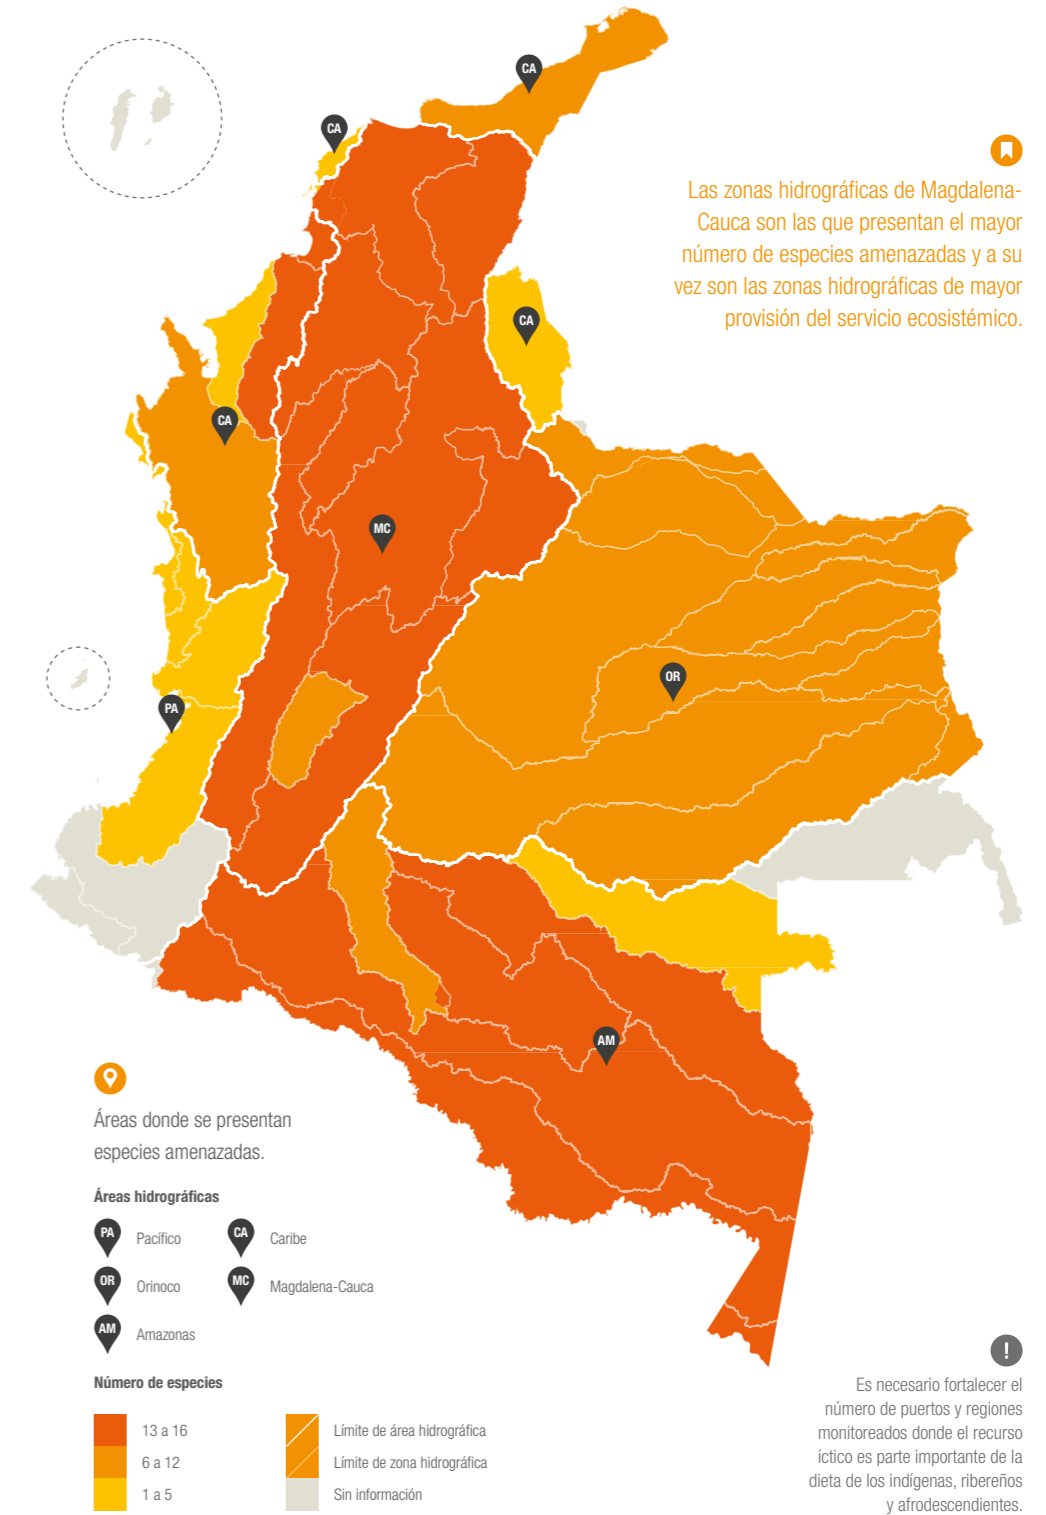 CA
CA
Las zonas hidrográficas de Magdalena-
Cauca son las que presentan el mayor
número de especies amenazadas y a su
vez son las zonas hidrográficas de mayor
provisión del servicio ecosistémico.
CA
CA
MC
OR
PA
AM
Áreas donde se presentan
especies amenazadas.
Áreas hidrográficas
PA Pacífico
CA Caribe
OR Orinoco
MC Magdalena-Cauca
AM Amazonas
Número de especies
13 a 16
6 a 12
1 a 5
Límite de área hidrográfica
Límite de zona hidrográfica
Sin información
!
Es necesario fortalecer el
número de puertos y regiones
monitoreados donde el recurso
íctico es parte importante de la
dieta de los indígenas, ribereños
y afrodescendientes.